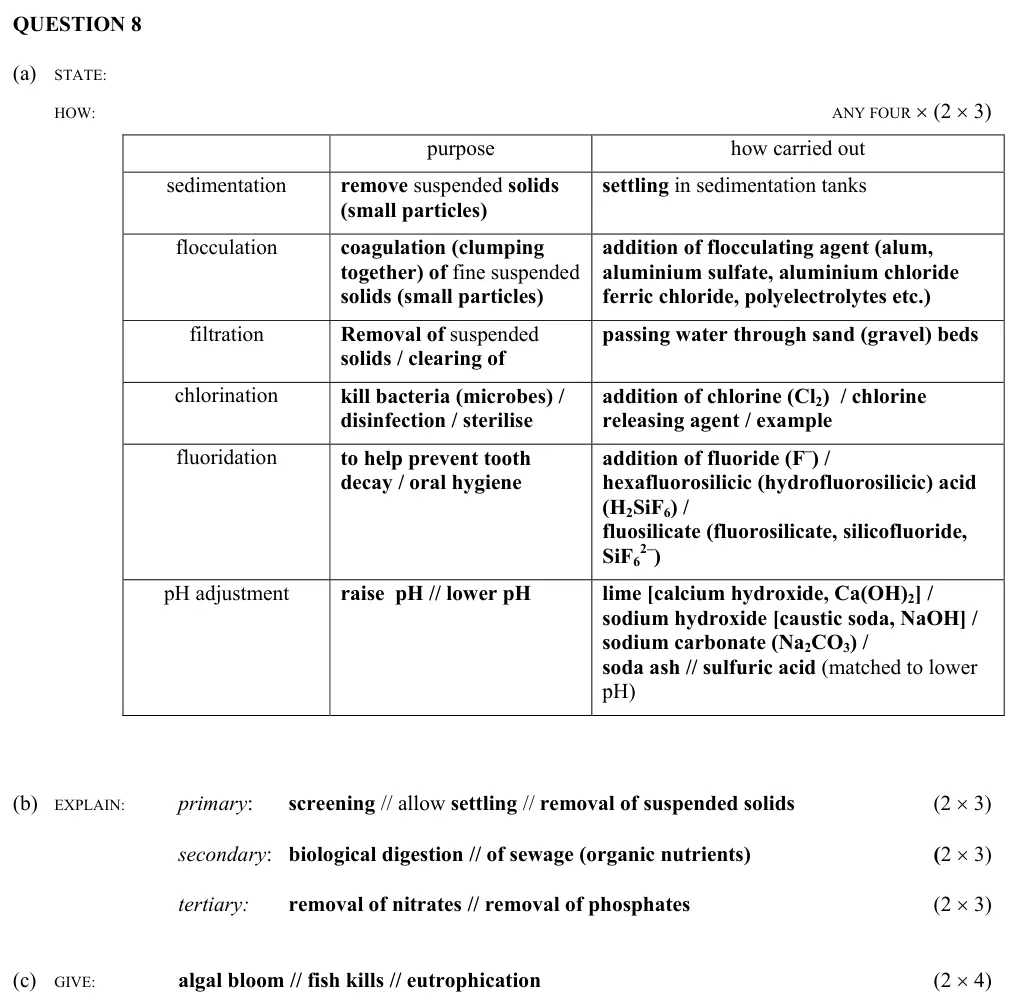 QUESTION 8
(a) STATE:
HOW: ANY FOUR × (2 × 3)
purpose how carried out
sedimentation remove suspended solids settling in sedimentation tanks
(small particles)
flocculation coagulation (clumping addition of flocculating agent (alum,
together) of fine suspended aluminium sulfate, aluminium chloride
solids (small particles) ferric chloride, polyelectrolytes etc.)
filtration Removal of suspended passing water through sand (gravel) beds
solids / clearing of
chlorination kill bacteria (microbes) / addition of chlorine (Cl₂) / chlorine
disinfection / sterilise releasing agent / example
fluoridation to help prevent tooth addition of fluoride (F⁻) /
decay / oral hygiene hexafluorosilicic (hydrofluorosilicic) acid
(H₂SiF₆) /
fluosilicate (fluorosilicate, silicofluoride,
SiF₆²⁻)
pH adjustment raise pH // lower pH lime [calcium hydroxide, Ca(OH)₂] /
sodium hydroxide [caustic soda, NaOH] /
sodium carbonate (Na₂CO₃) /
soda ash // sulfuric acid (matched to lower
pH)
(b) EXPLAIN: primary: screening // allow settling // removal of suspended solids (2 × 3)
secondary: biological digestion // of sewage (organic nutrients) (2 × 3)
tertiary: removal of nitrates // removal of phosphates (2 × 3)
(c) GIVE: algal bloom // fish kills // eutrophication (2 × 4)